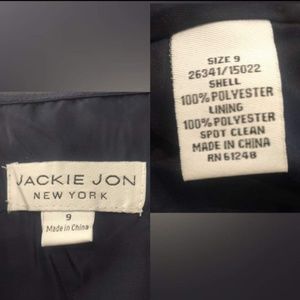 JACKIE JON
NEW YORK
9
Made in China
SIZE 9
26341/15022
SHELL
100% POLYESTER
LINING
100% POLYESTER
SPOT CLEAN
MADE IN CHINA
RN 61248